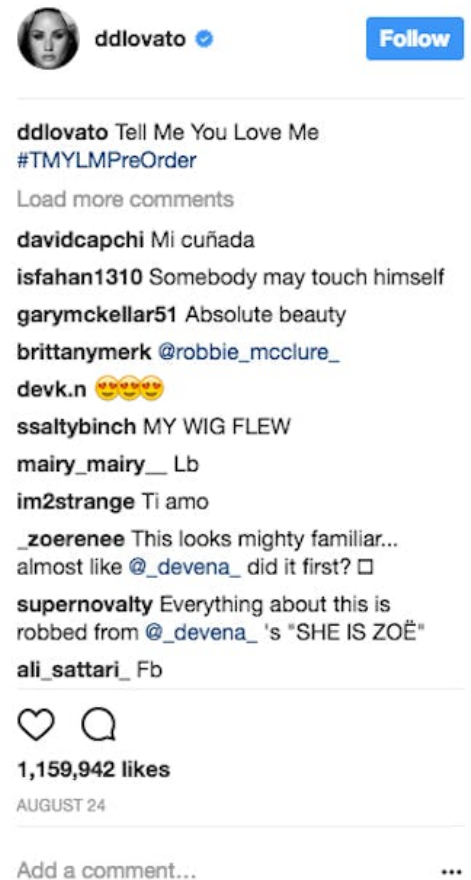 ddlovato
Follow
ddlovato Tell Me You Love Me
#TMYLMPreOrder
Load more comments
davidcapchi Mi cuñada
isfahan1310 Somebody may touch himself
garymckellar51 Absolute beauty
brittanymerk @robbie_mcclure_
devk.n 😍😍😍
ssaltybinch MY WIG FLEW
mairy_mairy__ Lb
im2strange Ti amo
_zoerenee This looks mighty familiar...
almost like @_devena_ did it first? □
supernovalty Everything about this is
robbed from @_devena_ 's "SHE IS ZOË"
ali_sattari_ Fb
1,159,942 likes
AUGUST 24
Add a comment...